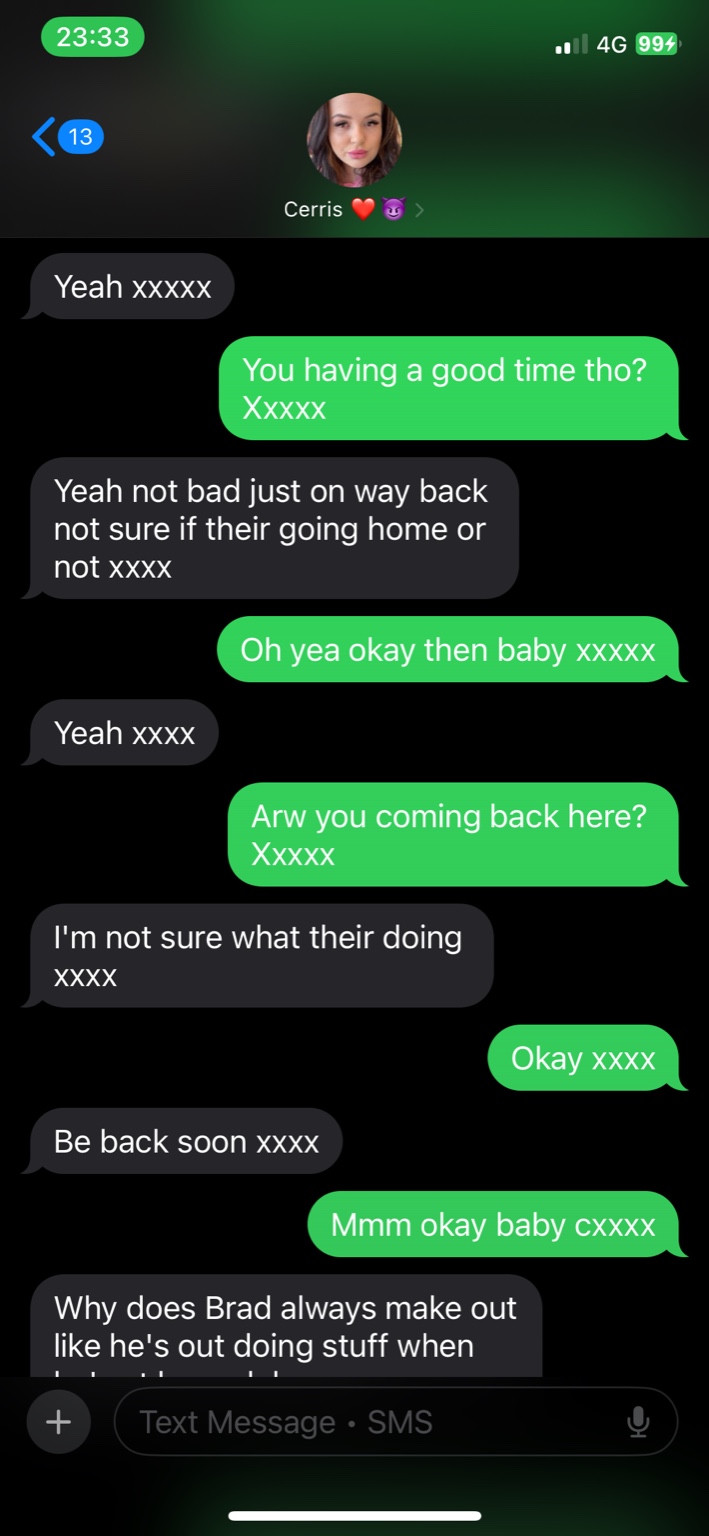 23:33
4G 99
13
Cerris ❤️😈
Yeah xxxxx
You having a good time tho?
Xxxxx
Yeah not bad just on way back
not sure if their going home or
not xxxx
Oh yea okay then baby xxxxx
Yeah xxxx
Arw you coming back here?
Xxxxx
I'm not sure what their doing
xxxx
Okay xxxx
Be back soon xxxx
Mmm okay baby cxxxx
Why does Brad always make out
like he's out doing stuff when
Text Message • SMS